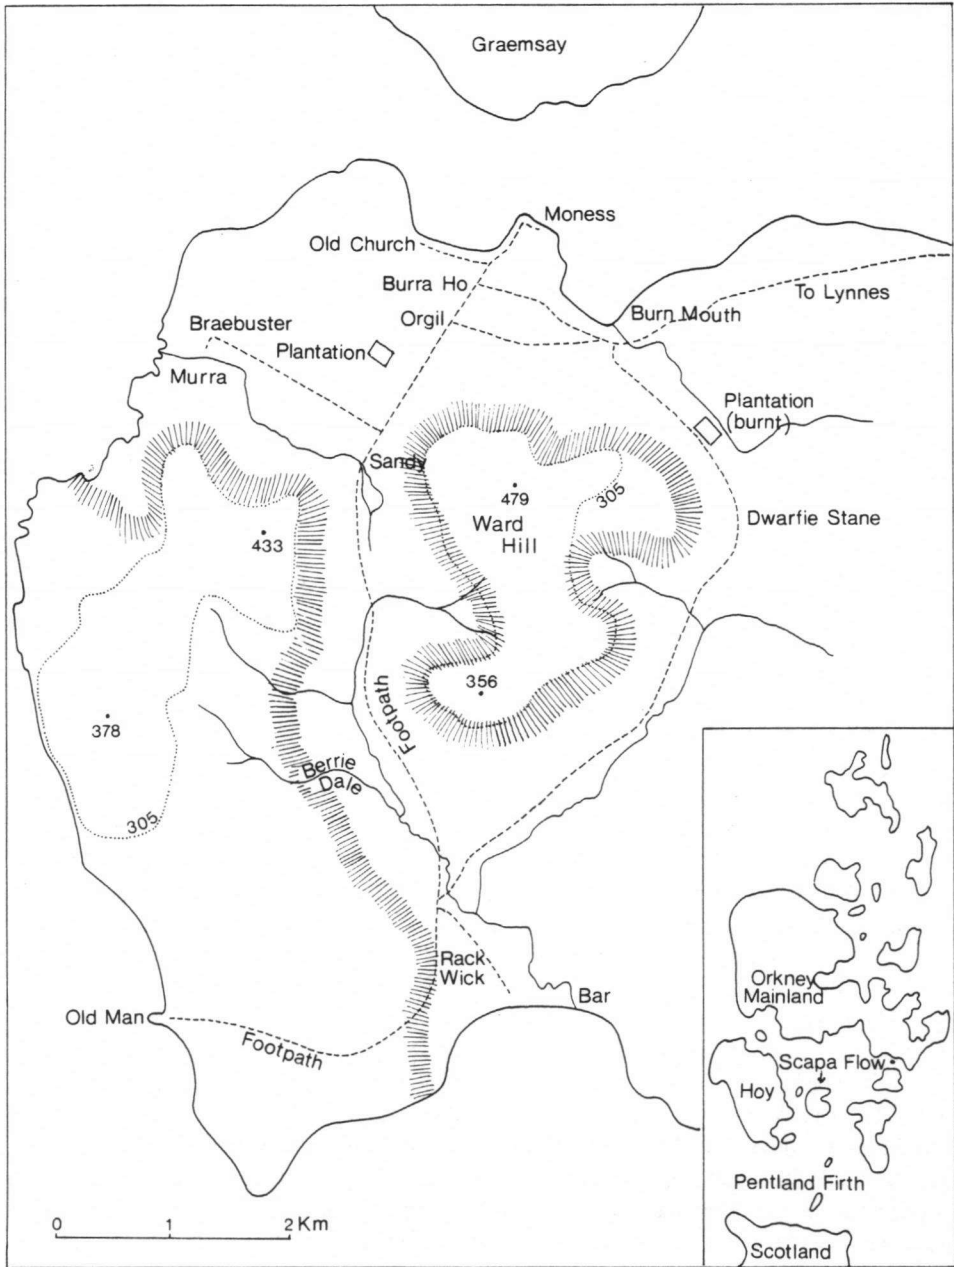 Graemsay
Moness
Old Church
Burra Ho
To Lynnes
Orgil
Burn Mouth
Braebuster
Plantation
Murra
Plantation
(burnt)
Sandy
479
305
Ward
Hill
Dwarfie Stane
433
356
378
Footpath
Berrie
Dale
305
Rack
Wick
Bar
Old Man
Footpath
0 1 2 Km
Orkney
Mainland
Scapa Flow
Hoy
Pentland Firth
Scotland